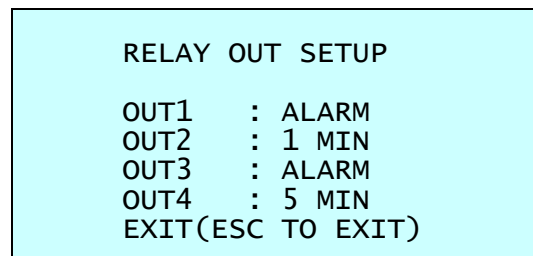 RELAY OUT SETUP
OUT1 : ALARM
OUT2 : 1 MIN
OUT3 : ALARM
OUT4 : 5 MIN
EXIT(ESC TO EXIT)